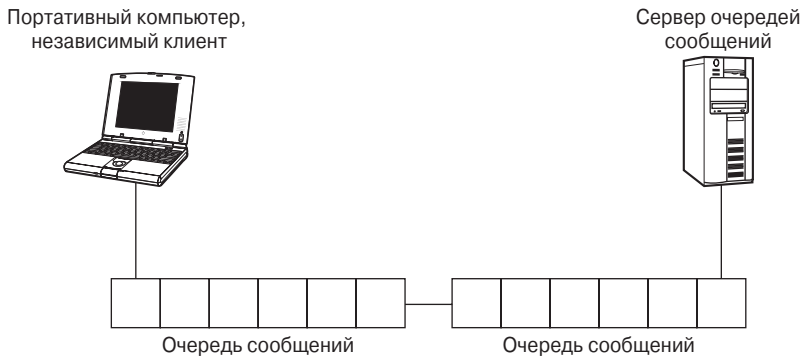 Портативный компьютер,
независимый клиент
Сервер очередей
сообщений
Очередь сообщений
Очередь сообщений